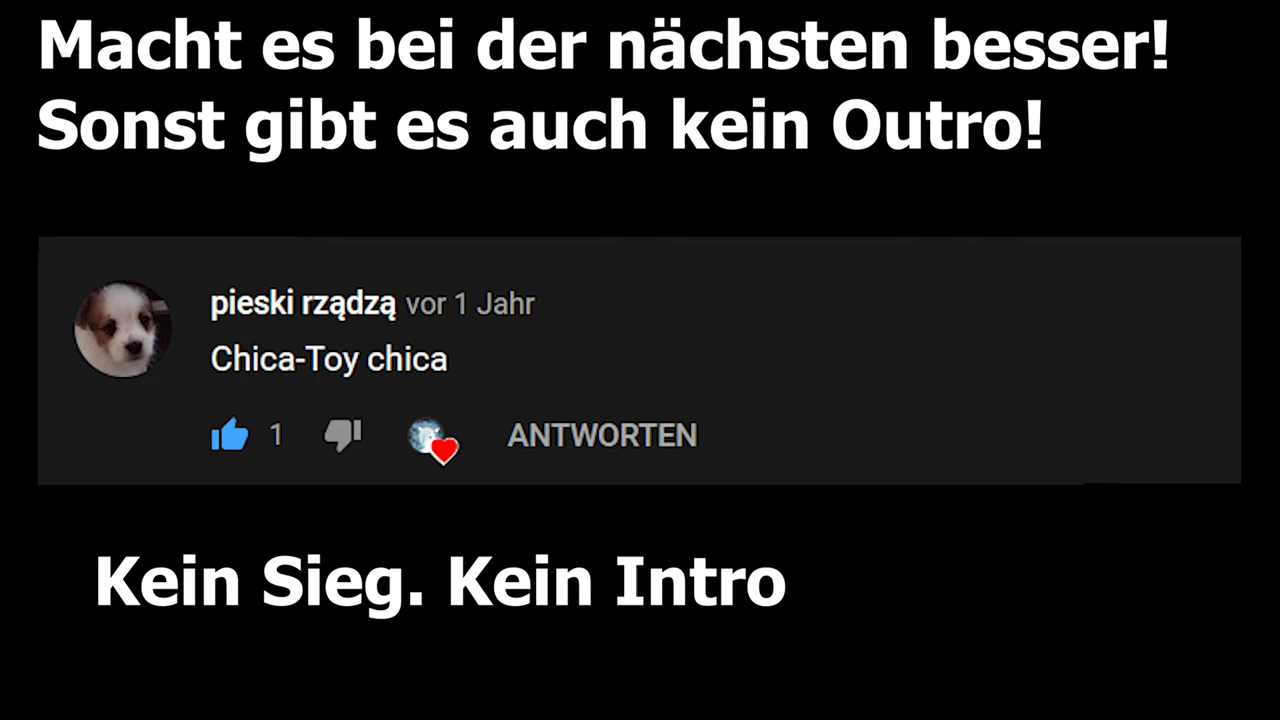 Macht es bei der nächsten besser!
Sonst gibt es auch kein Outro!
pieski rządzą vor 1 Jahr
Chica-Toy chica
1 ANTWORTEN
Kein Sieg. Kein Intro